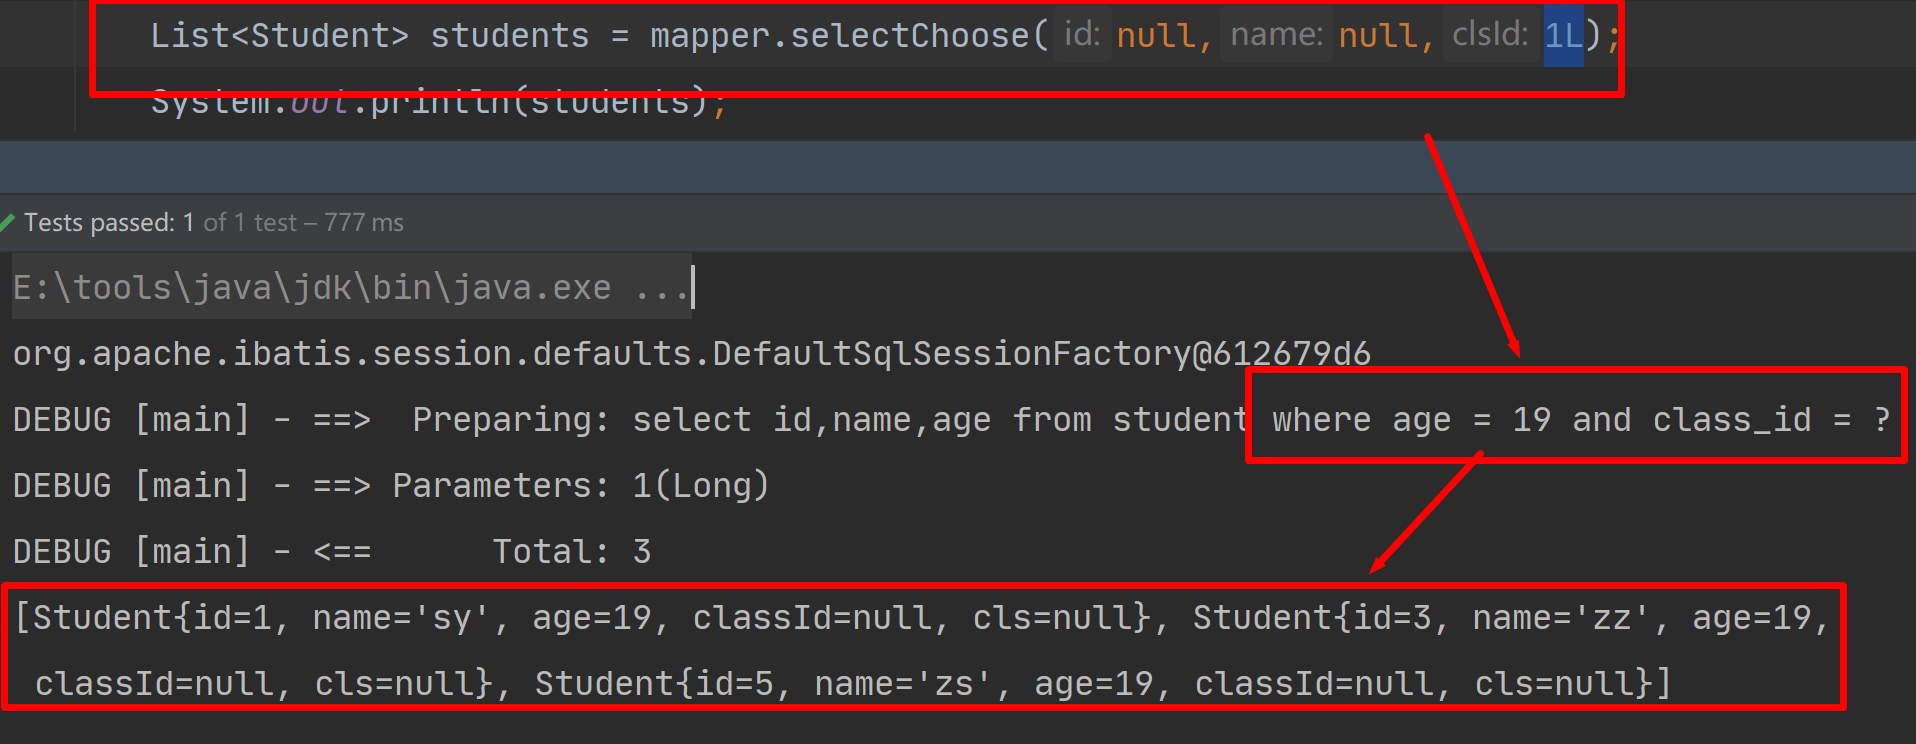 List<Student> students = mapper.selectChoose( id: null, name: null, clsId: 1L);
System.out.println(students);
Tests passed: 1 of 1 test – 777 ms
E:\tools\java\jdk\bin\java.exe ...
org.apache.ibatis.session.defaults.DefaultSqlSessionFactory@612679d6
DEBUG [main] - ==>  Preparing: select id,name,age from student where age = 19 and class_id = ?
DEBUG [main] - ==> Parameters: 1(Long)
DEBUG [main] - <==      Total: 3
[Student{id=1, name='sy', age=19, classId=null, cls=null}, Student{id=3, name='zz', age=19,
classId=null, cls=null}, Student{id=5, name='zs', age=19, classId=null, cls=null}]